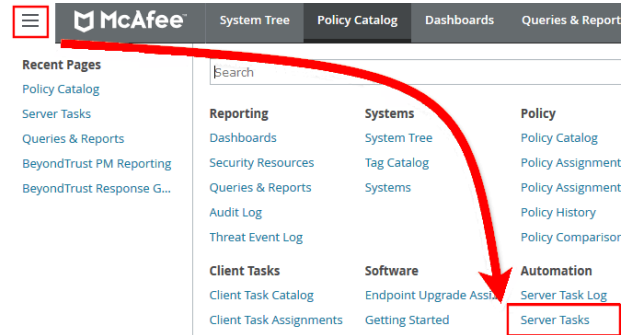 McAfee™ System Tree Policy Catalog Dashboards Queries & Report
Recent Pages
Policy Catalog
Server Tasks
Queries & Reports
BeyondTrust PM Reporting
BeyondTrust Response G...
Search
Reporting
Dashboards
Security Resources
Queries & Reports
Audit Log
Threat Event Log
Systems
System Tree
Tag Catalog
Systems
Policy
Policy Catalog
Policy Assignment
Policy Assignment
Policy History
Policy Comparison
Client Tasks
Client Task Catalog
Client Task Assignments
Software
Endpoint Upgrade Assi...
Getting Started
Automation
Server Task Log
Server Tasks